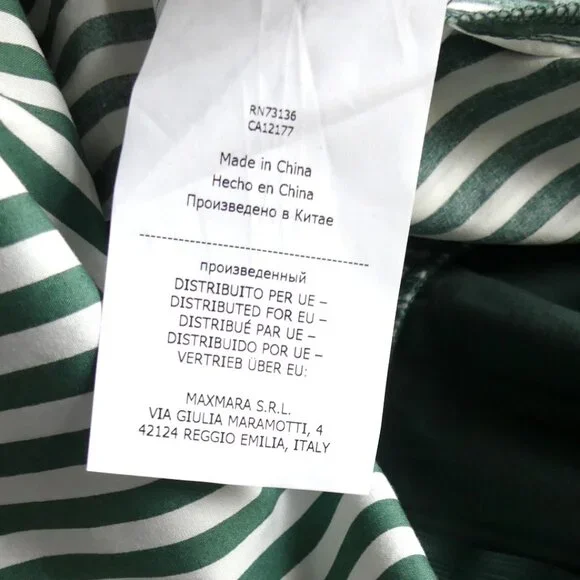 RN73136
CA12177
Made in China
Hecho en China
Произведено в Китае
произведенный
DISTRIBUITO PER UE –
DISTRIBUTED FOR EU –
DISTRIBUÉ PAR UE –
DISTRIBUIDO POR UE –
VERTRIEB ÜBER EU:
MAXMARA S.R.L.
VIA GIULIA MARAMOTTI, 4
42124 REGGIO EMILIA, ITALY